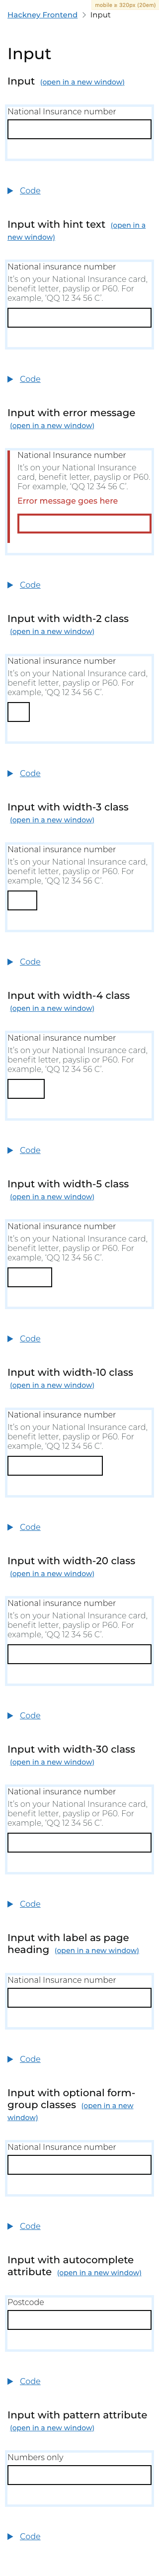 mobile ≥ 320px (20em)
Hackney Frontend > Input
Input
Input (open in a new window)
National Insurance number
Code
Input with hint text (open in a
new window)
National insurance number
It's on your National Insurance card,
benefit letter, payslip or P60. For
example, 'QQ 12 34 56 C'.
Code
Input with error message
(open in a new window)
National Insurance number
It's on your National Insurance
card, benefit letter, payslip or P60.
For example, 'QQ 12 34 56 C'.
Error message goes here
Code
Input with width-2 class
(open in a new window)
National insurance number
It's on your National Insurance card,
benefit letter, payslip or P60. For
example, 'QQ 12 34 56 C'.
Code
Input with width-3 class
(open in a new window)
National insurance number
It's on your National Insurance card,
benefit letter, payslip or P60. For
example, 'QQ 12 34 56 C'.
Code
Input with width-4 class
(open in a new window)
National insurance number
It's on your National Insurance card,
benefit letter, payslip or P60. For
example, 'QQ 12 34 56 C'.
Code
Input with width-5 class
(open in a new window)
National insurance number
It's on your National Insurance card,
benefit letter, payslip or P60. For
example, 'QQ 12 34 56 C'.
Code
Input with width-10 class
(open in a new window)
National insurance number
It's on your National Insurance card,
benefit letter, payslip or P60. For
example, 'QQ 12 34 56 C'.
Code
Input with width-20 class
(open in a new window)
National insurance number
It's on your National Insurance card,
benefit letter, payslip or P60. For
example, 'QQ 12 34 56 C'.
Code
Input with width-30 class
(open in a new window)
National insurance number
It's on your National Insurance card,
benefit letter, payslip or P60. For
example, 'QQ 12 34 56 C'.
Code
Input with label as page
heading (open in a new window)
National Insurance number
Code
Input with optional form-
group classes (open in a new
window)
National Insurance number
Code
Input with autocomplete
attribute (open in a new window)
Postcode
Code
Input with pattern attribute
(open in a new window)
Numbers only
Code